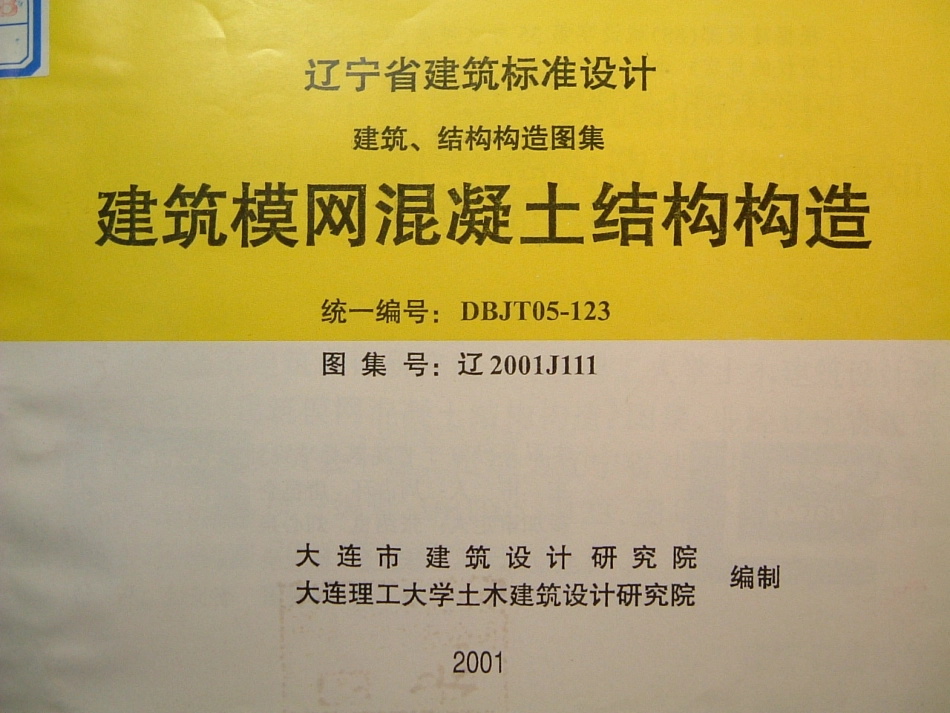 辽宁省建筑标准设计
建筑、结构构造图集
建筑模网混凝土结构构造
统一编号：DBJT05-123
图集号：辽2001J111
大连市建筑设计研究院
大连理工大学土木建筑设计研究院
编制
2001